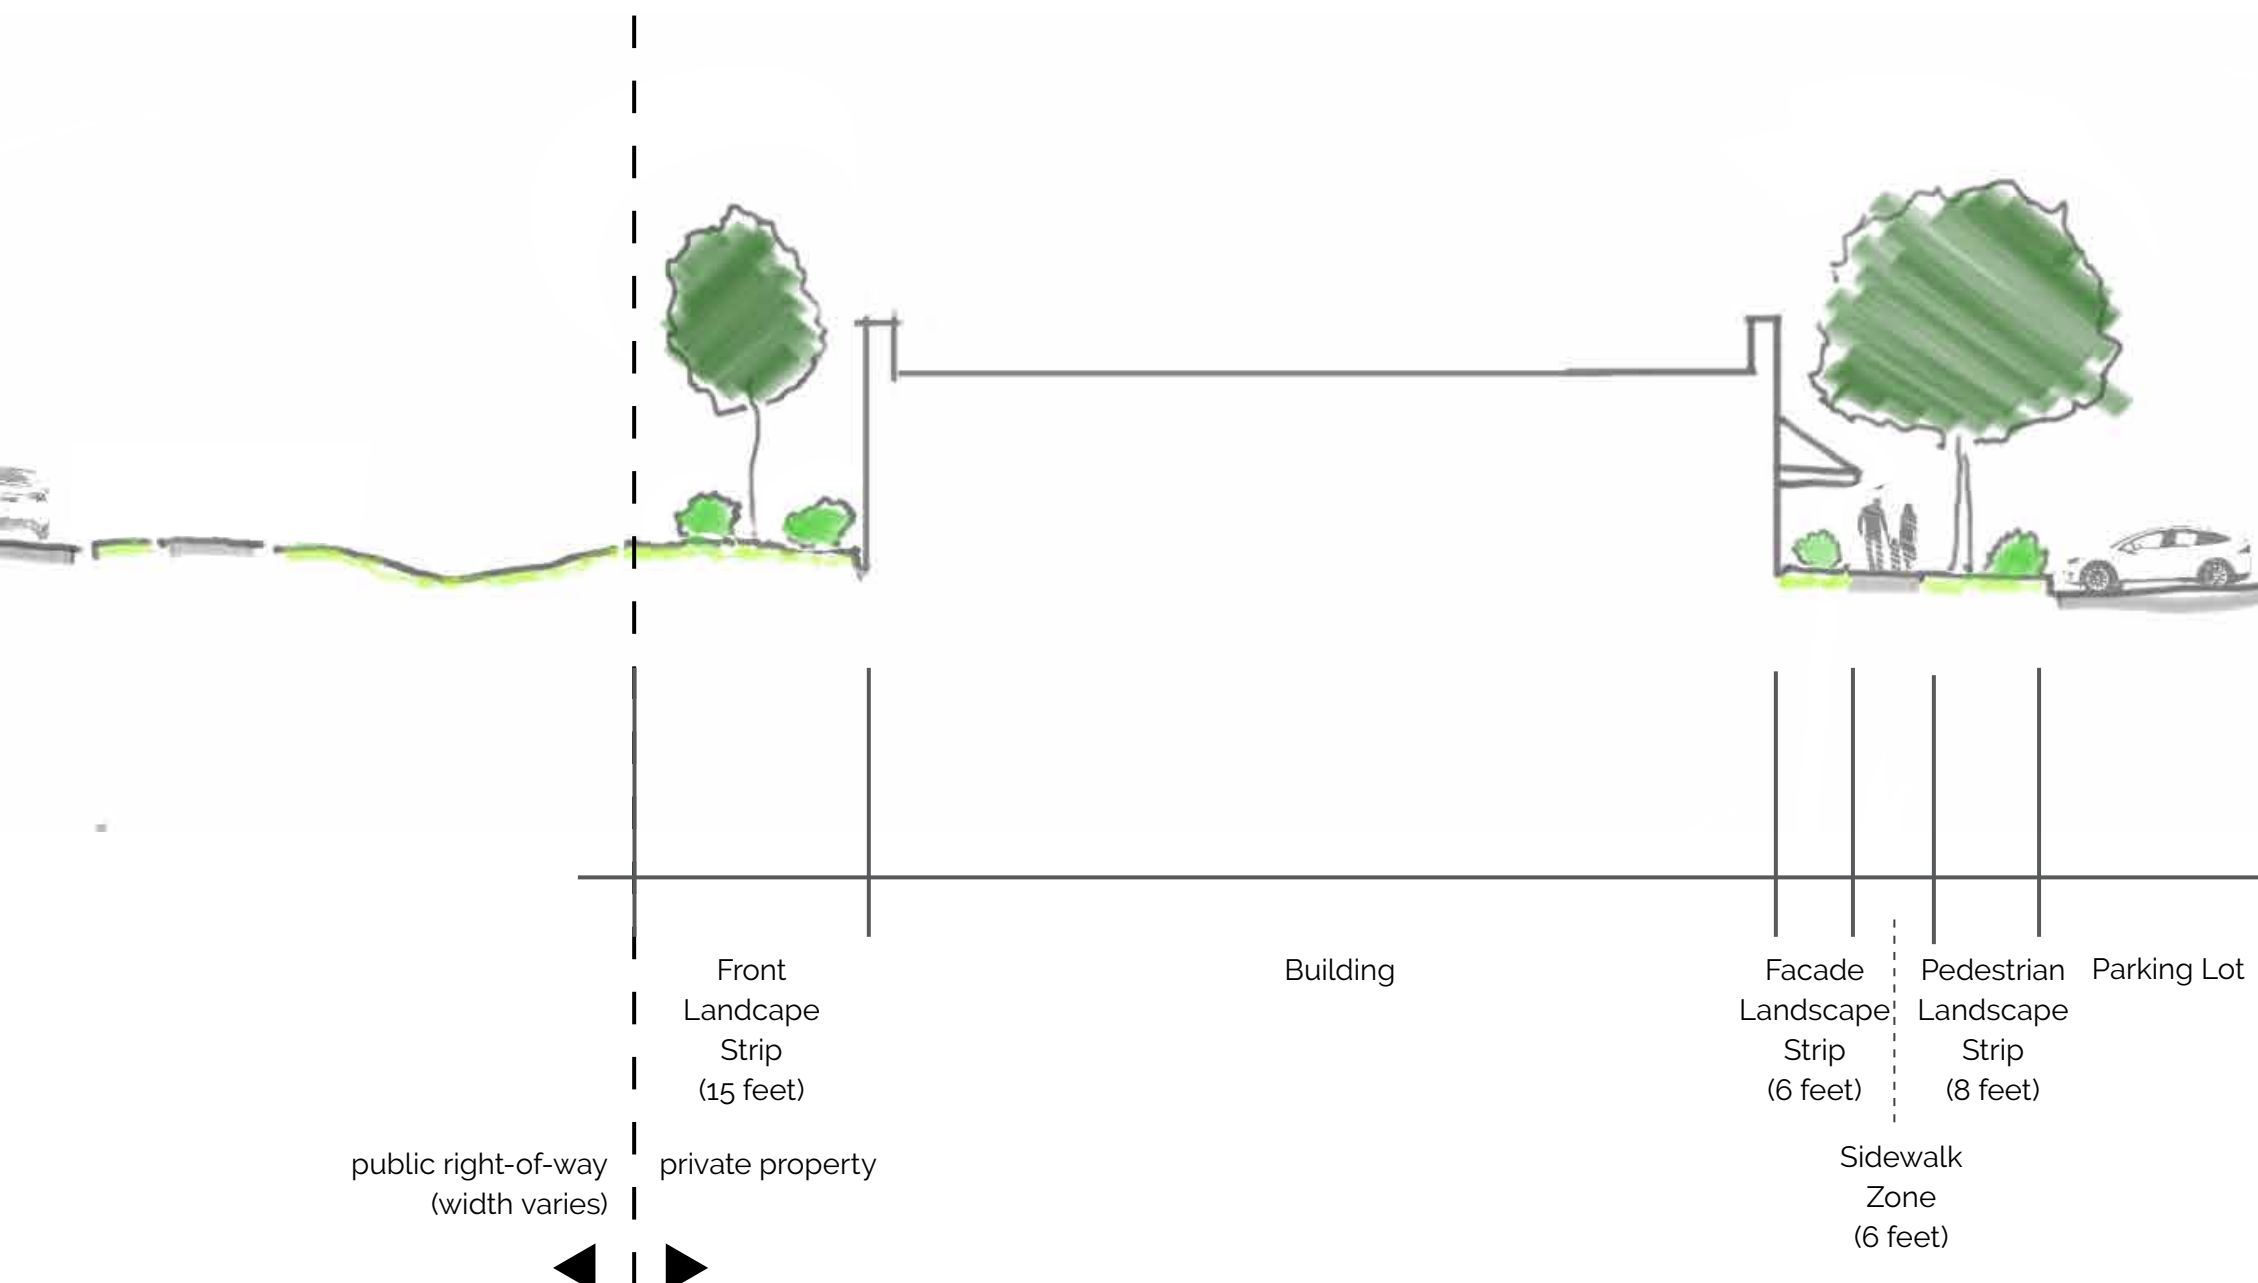 Front
Landcape
Strip
(15 feet)
Building
Facade
Landscape
Strip
(6 feet)
Pedestrian
Landscape
Strip
(8 feet)
Parking Lot
public right-of-way
(width varies)
private property
Sidewalk
Zone
(6 feet)